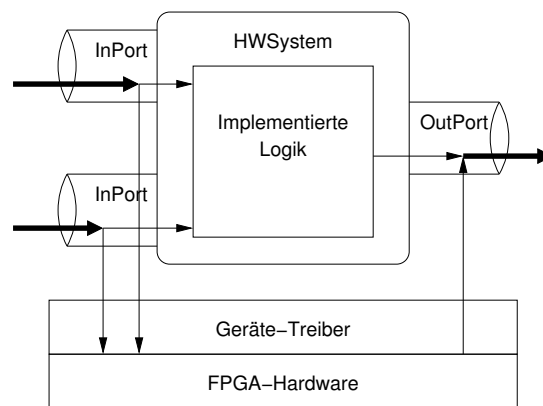 HWSystem
InPort
Implementierte
Logik
OutPort
InPort
Geräte−Treiber
FPGA−Hardware